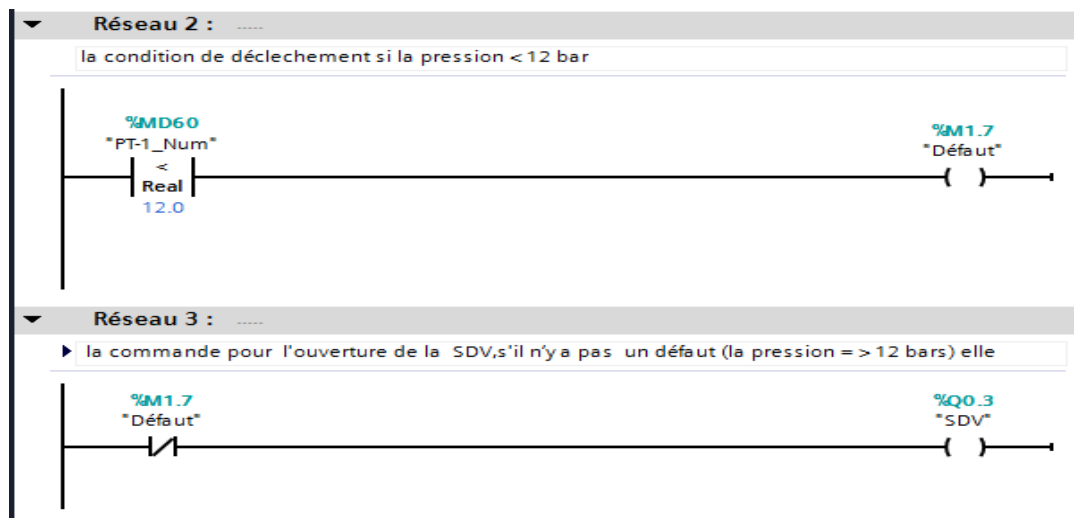 Réseau 2 : .....
la condition de déclechement si la pression < 12 bar
%MD60
"PT-1_Num"
<
Real
12.0
%M1.7
"Défaut"
Réseau 3 : .....
la commande pour l'ouverture de la SDV,s'il n'y a pas un défaut (la pression = > 12 bars) elle
%M1.7
"Défaut"
%Q0.3
"SDV"